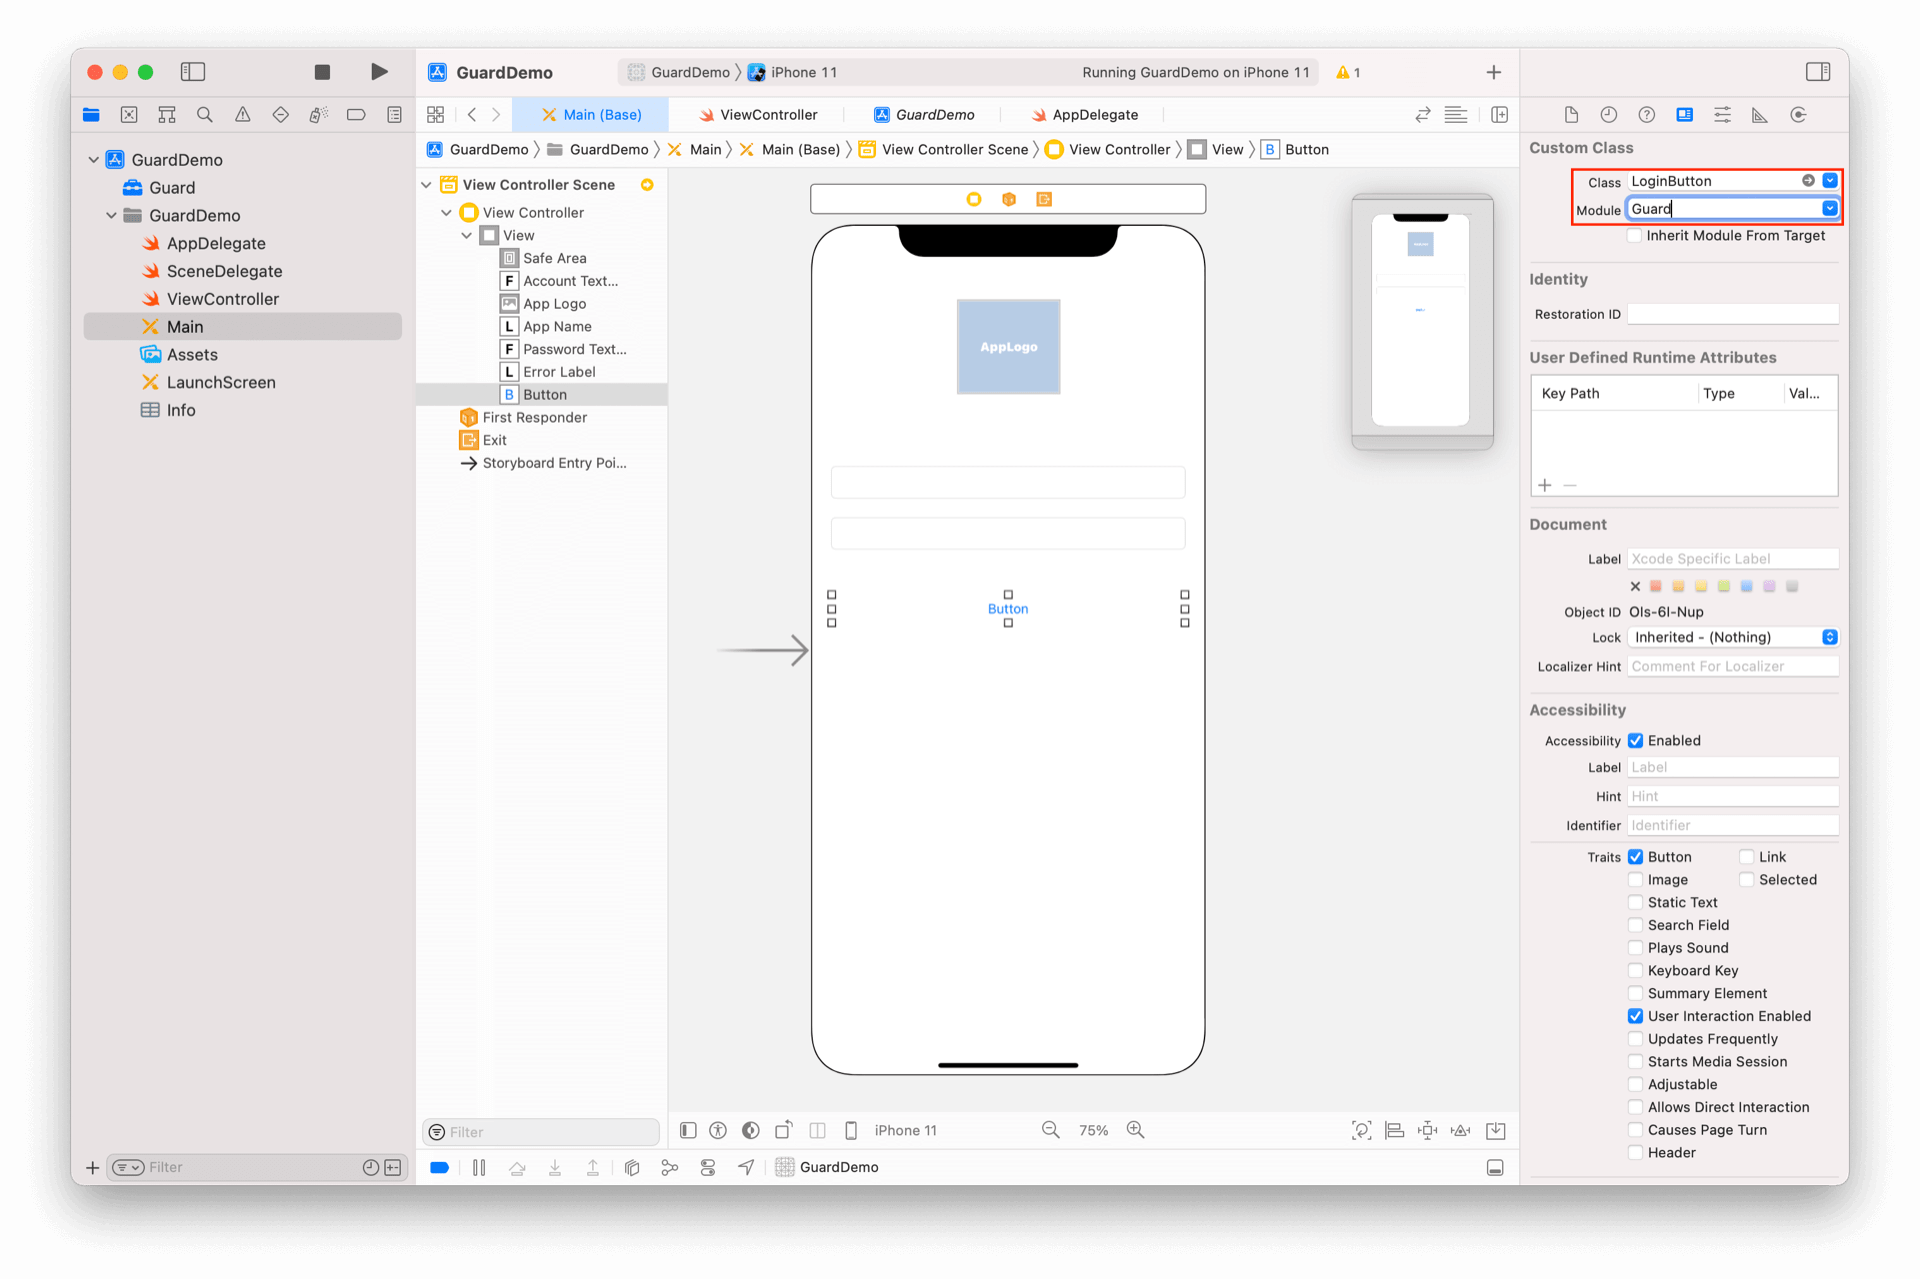 GuardDemo
GuardDemo
iPhone 11
Running GuardDemo on iPhone 11
1
Main (Base)
ViewController
GuardDemo
AppDelegate
GuardDemo
GuardDemo
Main
Main (Base)
View Controller Scene
View Controller
View
B
Button
GuardDemo
Guard
GuardDemo
AppDelegate
SceneDelegate
ViewController
Main
Assets
LaunchScreen
Info
Filter
View Controller Scene
View Controller
View
Safe Area
F Account Text...
App Logo
L App Name
F Password Text...
L Error Label
B Button
First Responder
Exit
Storyboard Entry Poi...
Filter
AppLogo
Button
iPhone 11
75%
GuardDemo
Custom Class
Class LoginButton
Module Guard
Inherit Module From Target
Identity
Restoration ID
User Defined Runtime Attributes
Key Path Type Val...
Document
Label Xcode Specific Label
Object ID OIs-6I-Nup
Lock Inherited - (Nothing)
Localizer Hint Comment For Localizer
Accessibility
Accessibility Enabled
Label Label
Hint Hint
Identifier Identifier
Traits Button Link
Image Selected
Static Text
Search Field
Plays Sound
Keyboard Key
Summary Element
User Interaction Enabled
Updates Frequently
Starts Media Session
Adjustable
Allows Direct Interaction
Causes Page Turn
Header